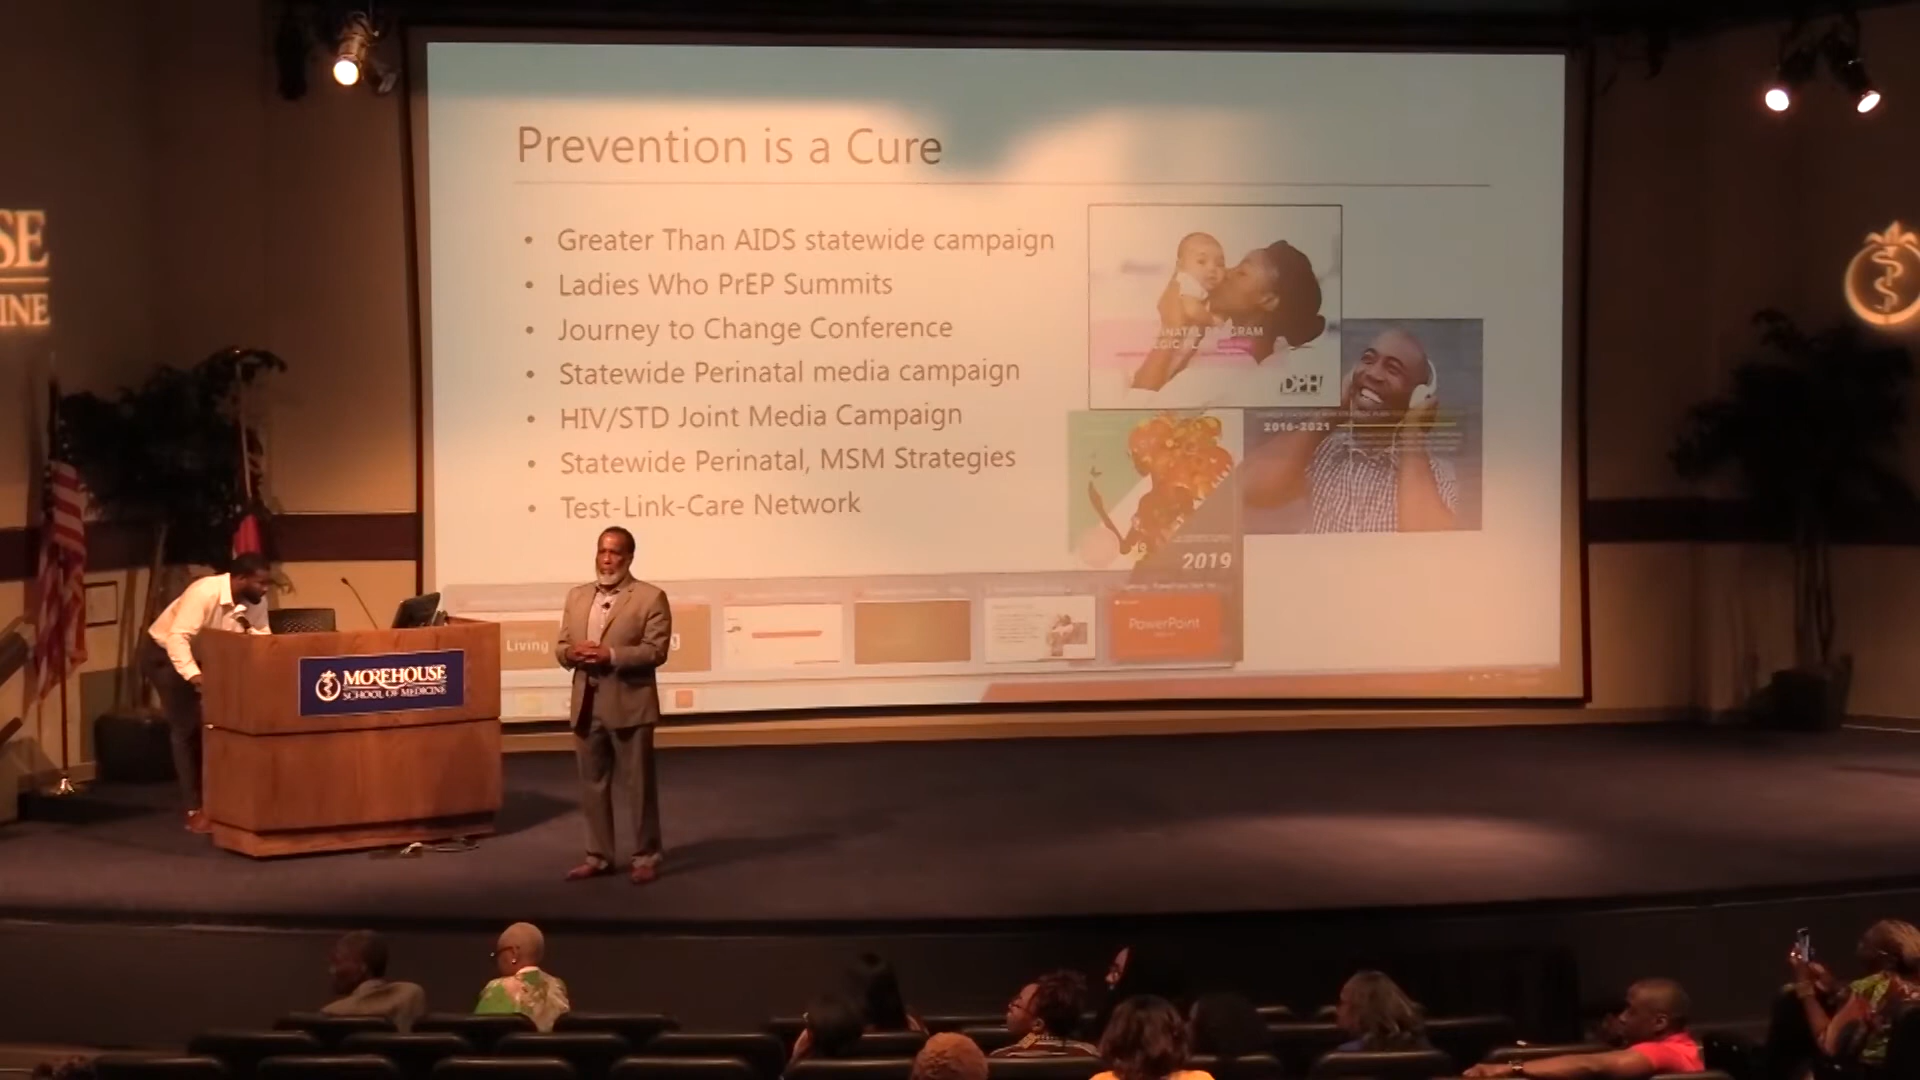 Prevention is a Cure
• Greater Than AIDS statewide campaign
• Ladies Who PrEP Summits
• Journey to Change Conference
• Statewide Perinatal media campaign
• HIV/STD Joint Media Campaign
• Statewide Perinatal, MSM Strategies
• Test-Link-Care Network
PROGRAM
DPH
2016-2021
2019
Living
PowerPoint
MOREHOUSE
SCHOOL OF MEDICINE
SE
INE